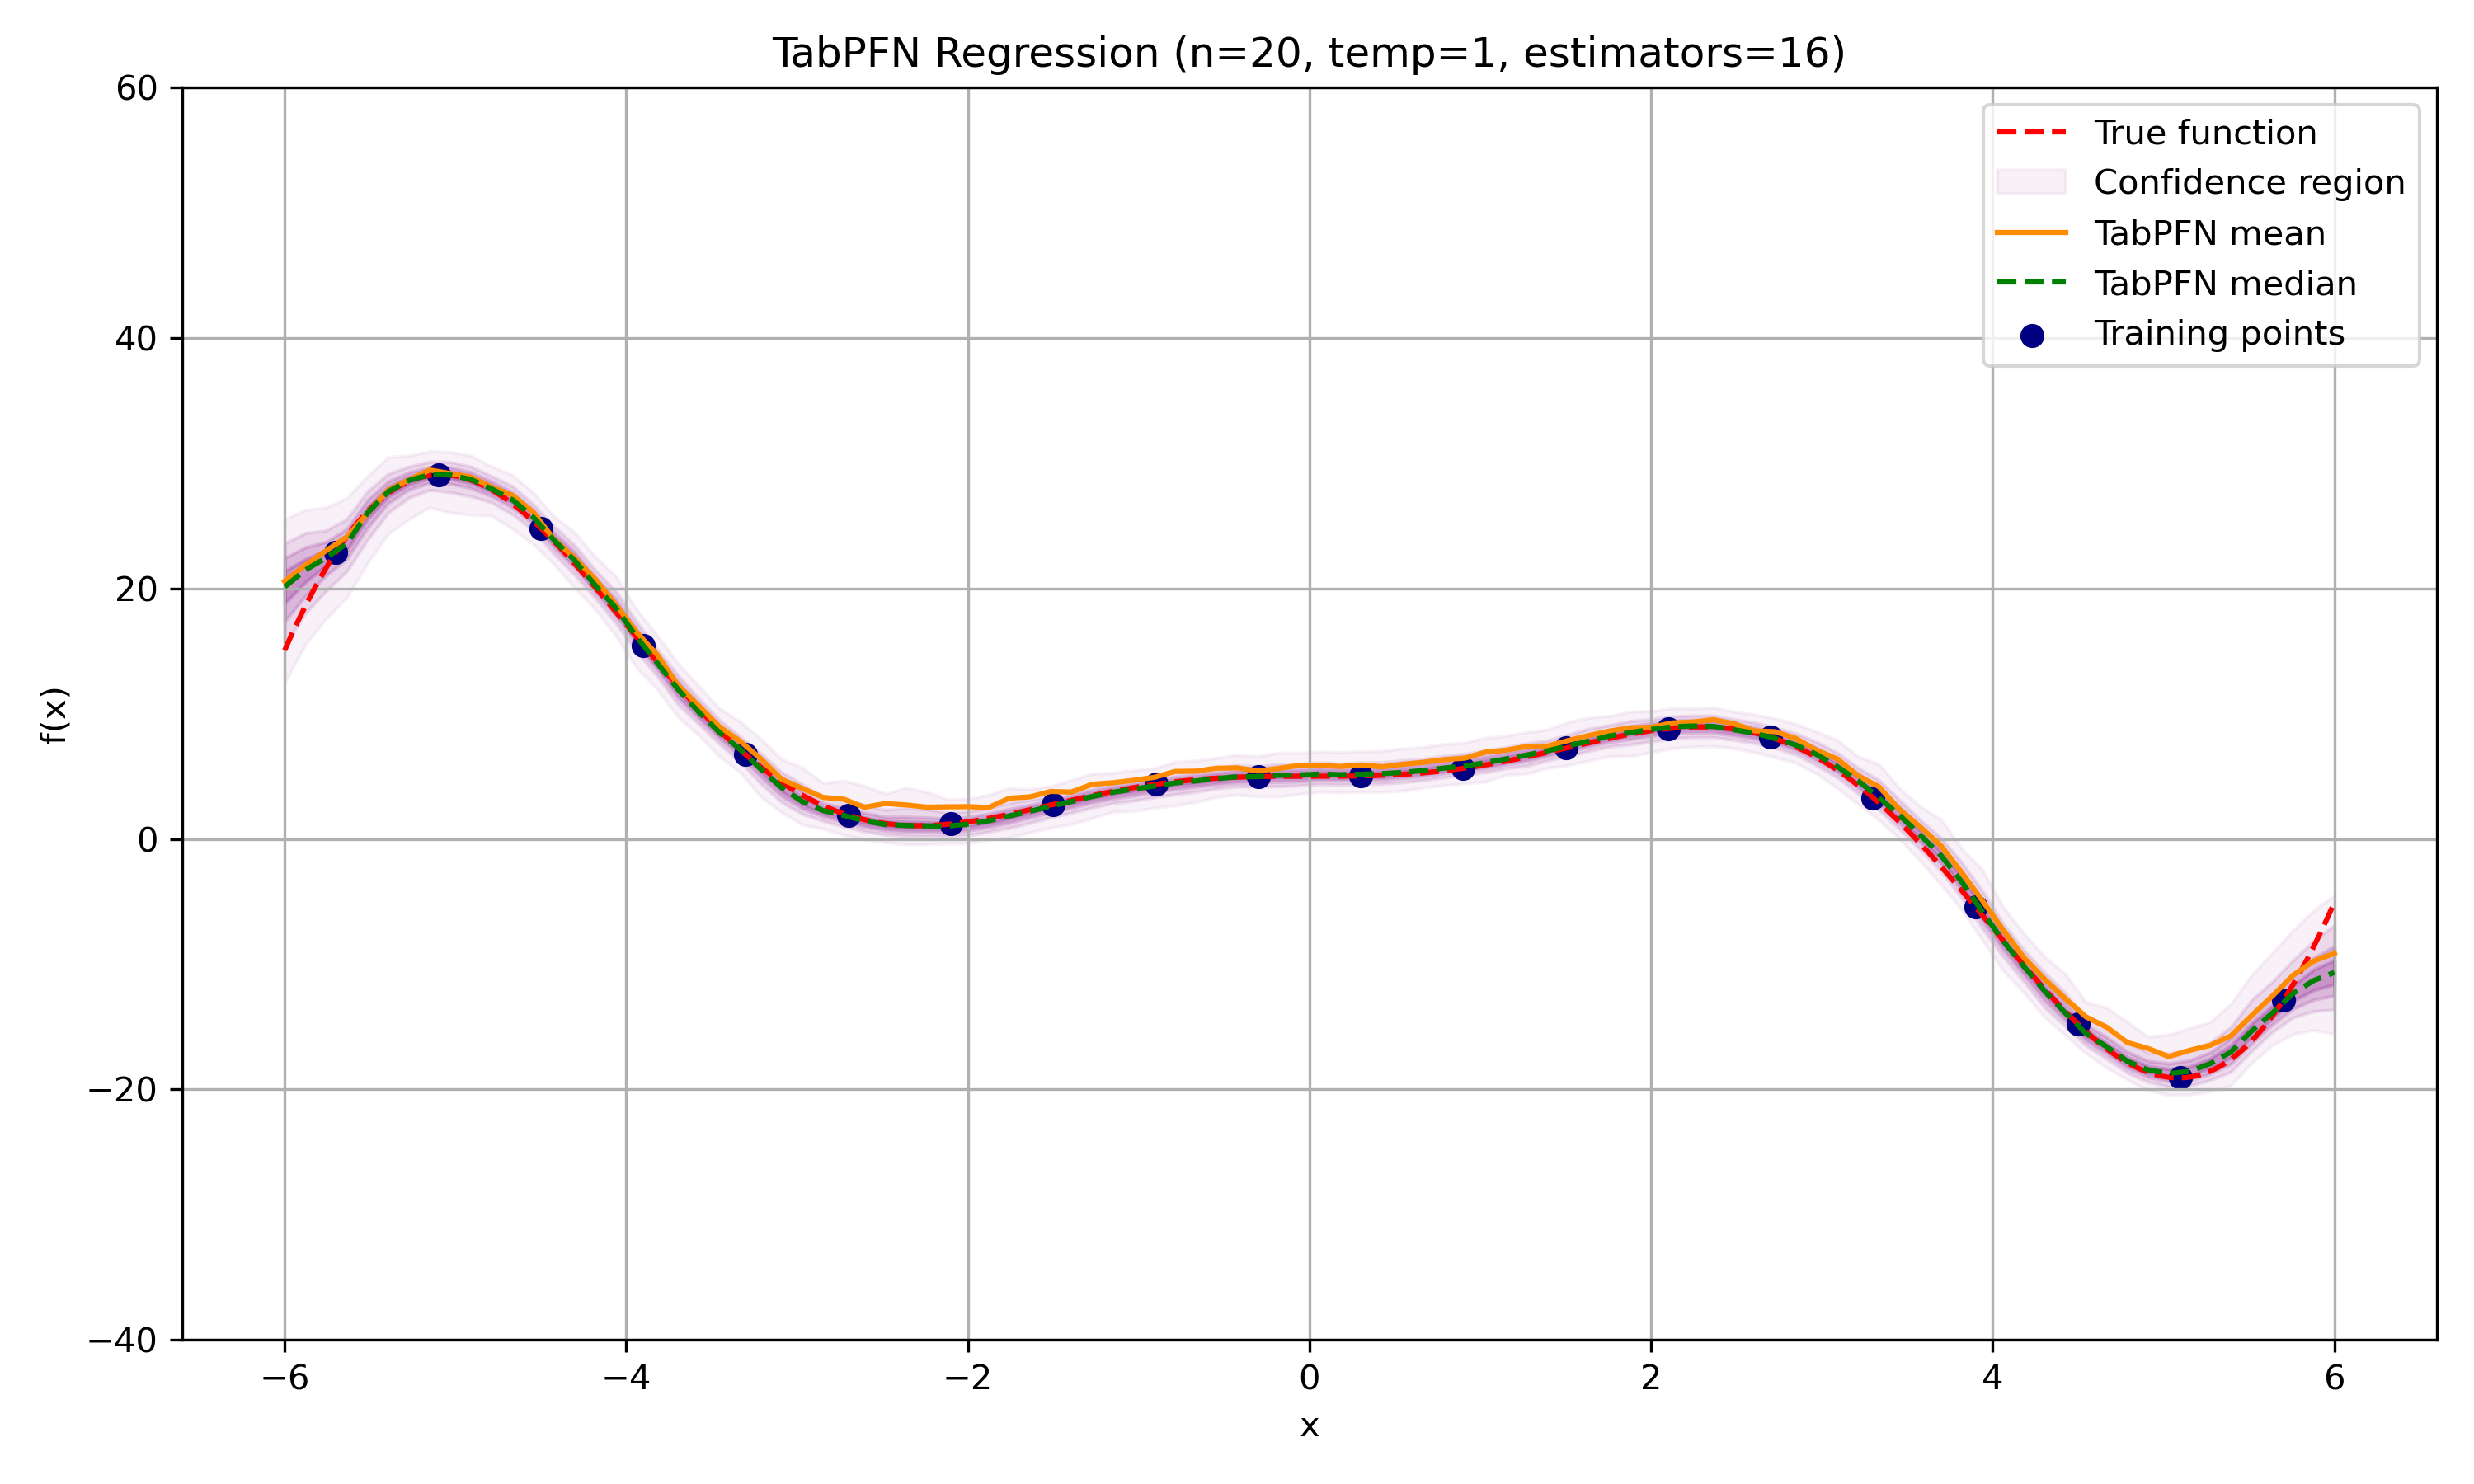 TabPFN Regression (n=20, temp=1, estimators=16)
60
40
20
0
−20
−40
f(x)
True function
Confidence region
TabPFN mean
TabPFN median
Training points
−6
−4
−2
0
2
4
6
x